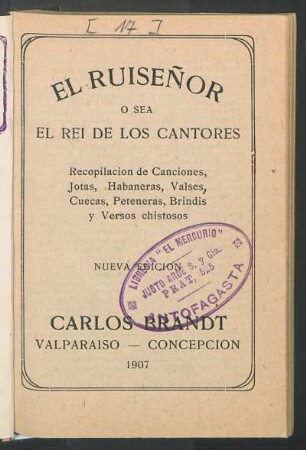 [ 17 ]
EL RUISEÑOR
O SEA
EL REI DE LOS CANTORES
Recopilacion de Canciones,
Jotas, Habaneras, Valses,
Cuecas, Peteneras, Brindis
y Versos chistosos
NUEVA EDICION
LIBRERIA "EL MERCURIO"
JUSTO ARCE S. y Cia.
PRAT, 525
ANTOFAGASTA
CARLOS BRANDT
VALPARAISO — CONCEPCION
1907